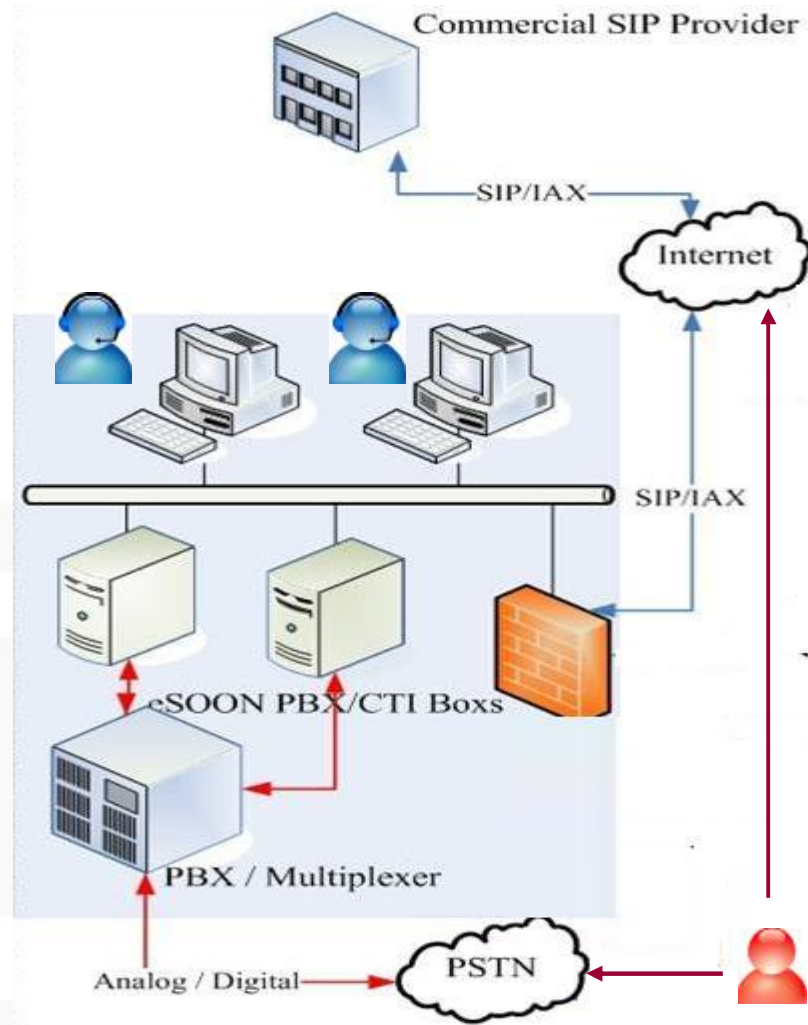 Commercial SIP Provider
SIP/IAX
Internet
SIP/IAX
eSOON PBX/CTI Boxs
PBX / Multiplexer
Analog / Digital
PSTN